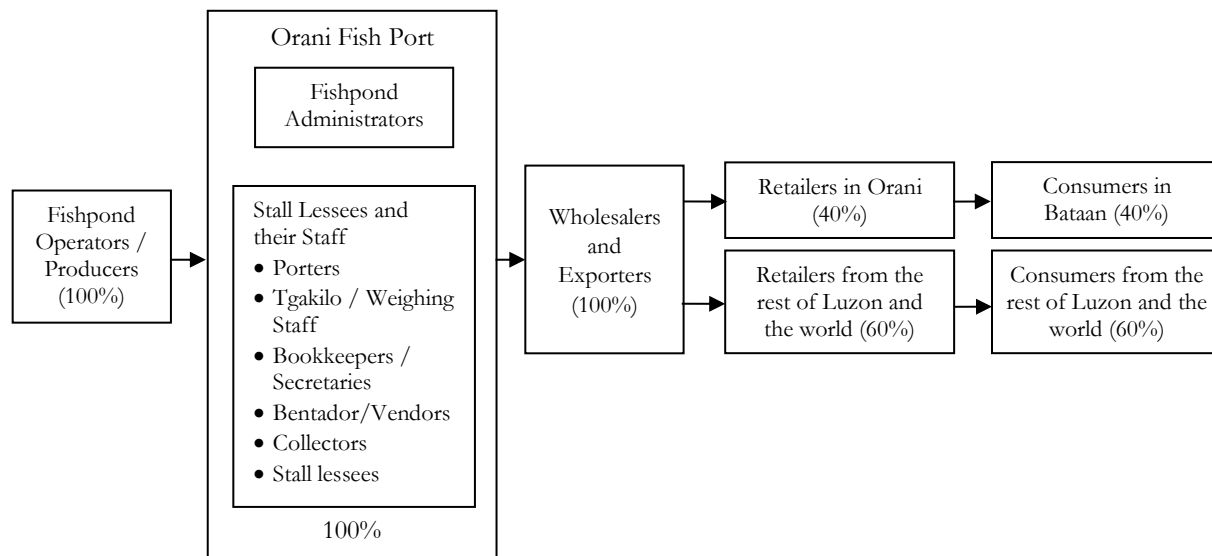 Orani Fish Port
Fishpond
Administrators
Fishpond
Operators /
Producers
(100%)
Stall Lessees and
their Staff
• Porters
• Tgakilo / Weighing
Staff
• Bookkeepers /
Secretaries
• Bentador/Vendors
• Collectors
• Stall lessees
100%
Wholesalers
and
Exporters
(100%)
Retailers in Orani
(40%)
Consumers in
Bataan (40%)
Retailers from the
rest of Luzon and
the world (60%)
Consumers from the
rest of Luzon and the
world (60%)